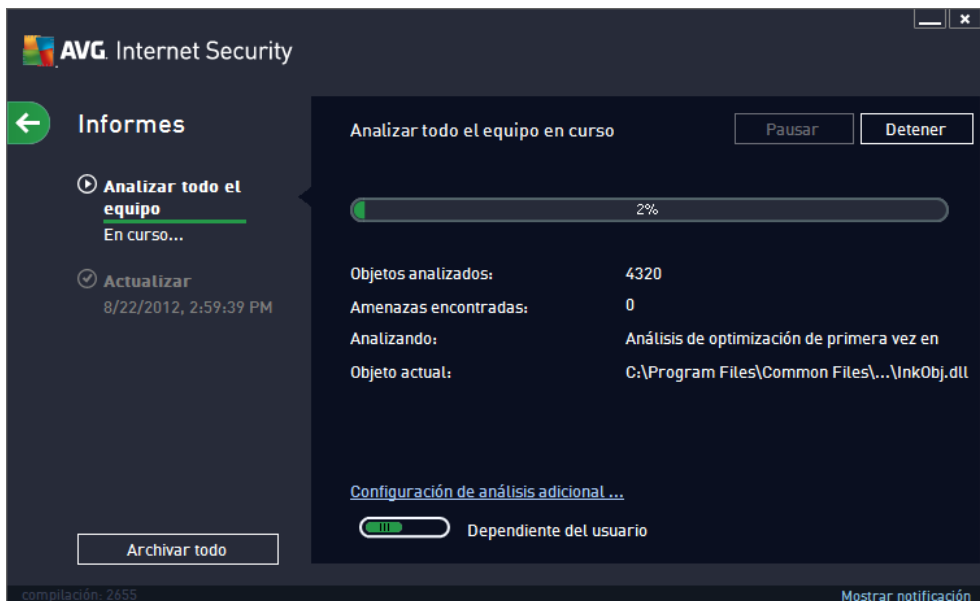 AVG. Internet Security
Informes
Analizar todo el
equipo
En curso...
Actualizar
8/22/2012, 2:59:39 PM
Archivar todo
Analizar todo el equipo en curso
Pausar
Detener
2%
Objetos analizados: 4320
Amenazas encontradas: 0
Analizando: Análisis de optimización de primera vez en
Objeto actual: C:\Program Files\Common Files\...\InkObj.dll
Configuración de análisis adicional ...
Dependiente del usuario
compilación: 2655
Mostrar notificación